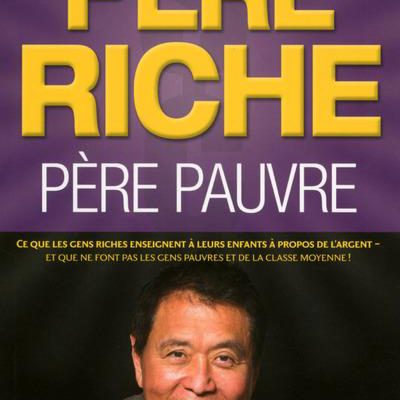 PÈRE
RICHE
PÈRE PAUVRE
CE QUE LES GENS RICHES ENSEIGNENT À LEURS ENFANTS À PROPOS DE L'ARGENT –
ET QUE NE FONT PAS LES GENS PAUVRES ET DE LA CLASSE MOYENNE !